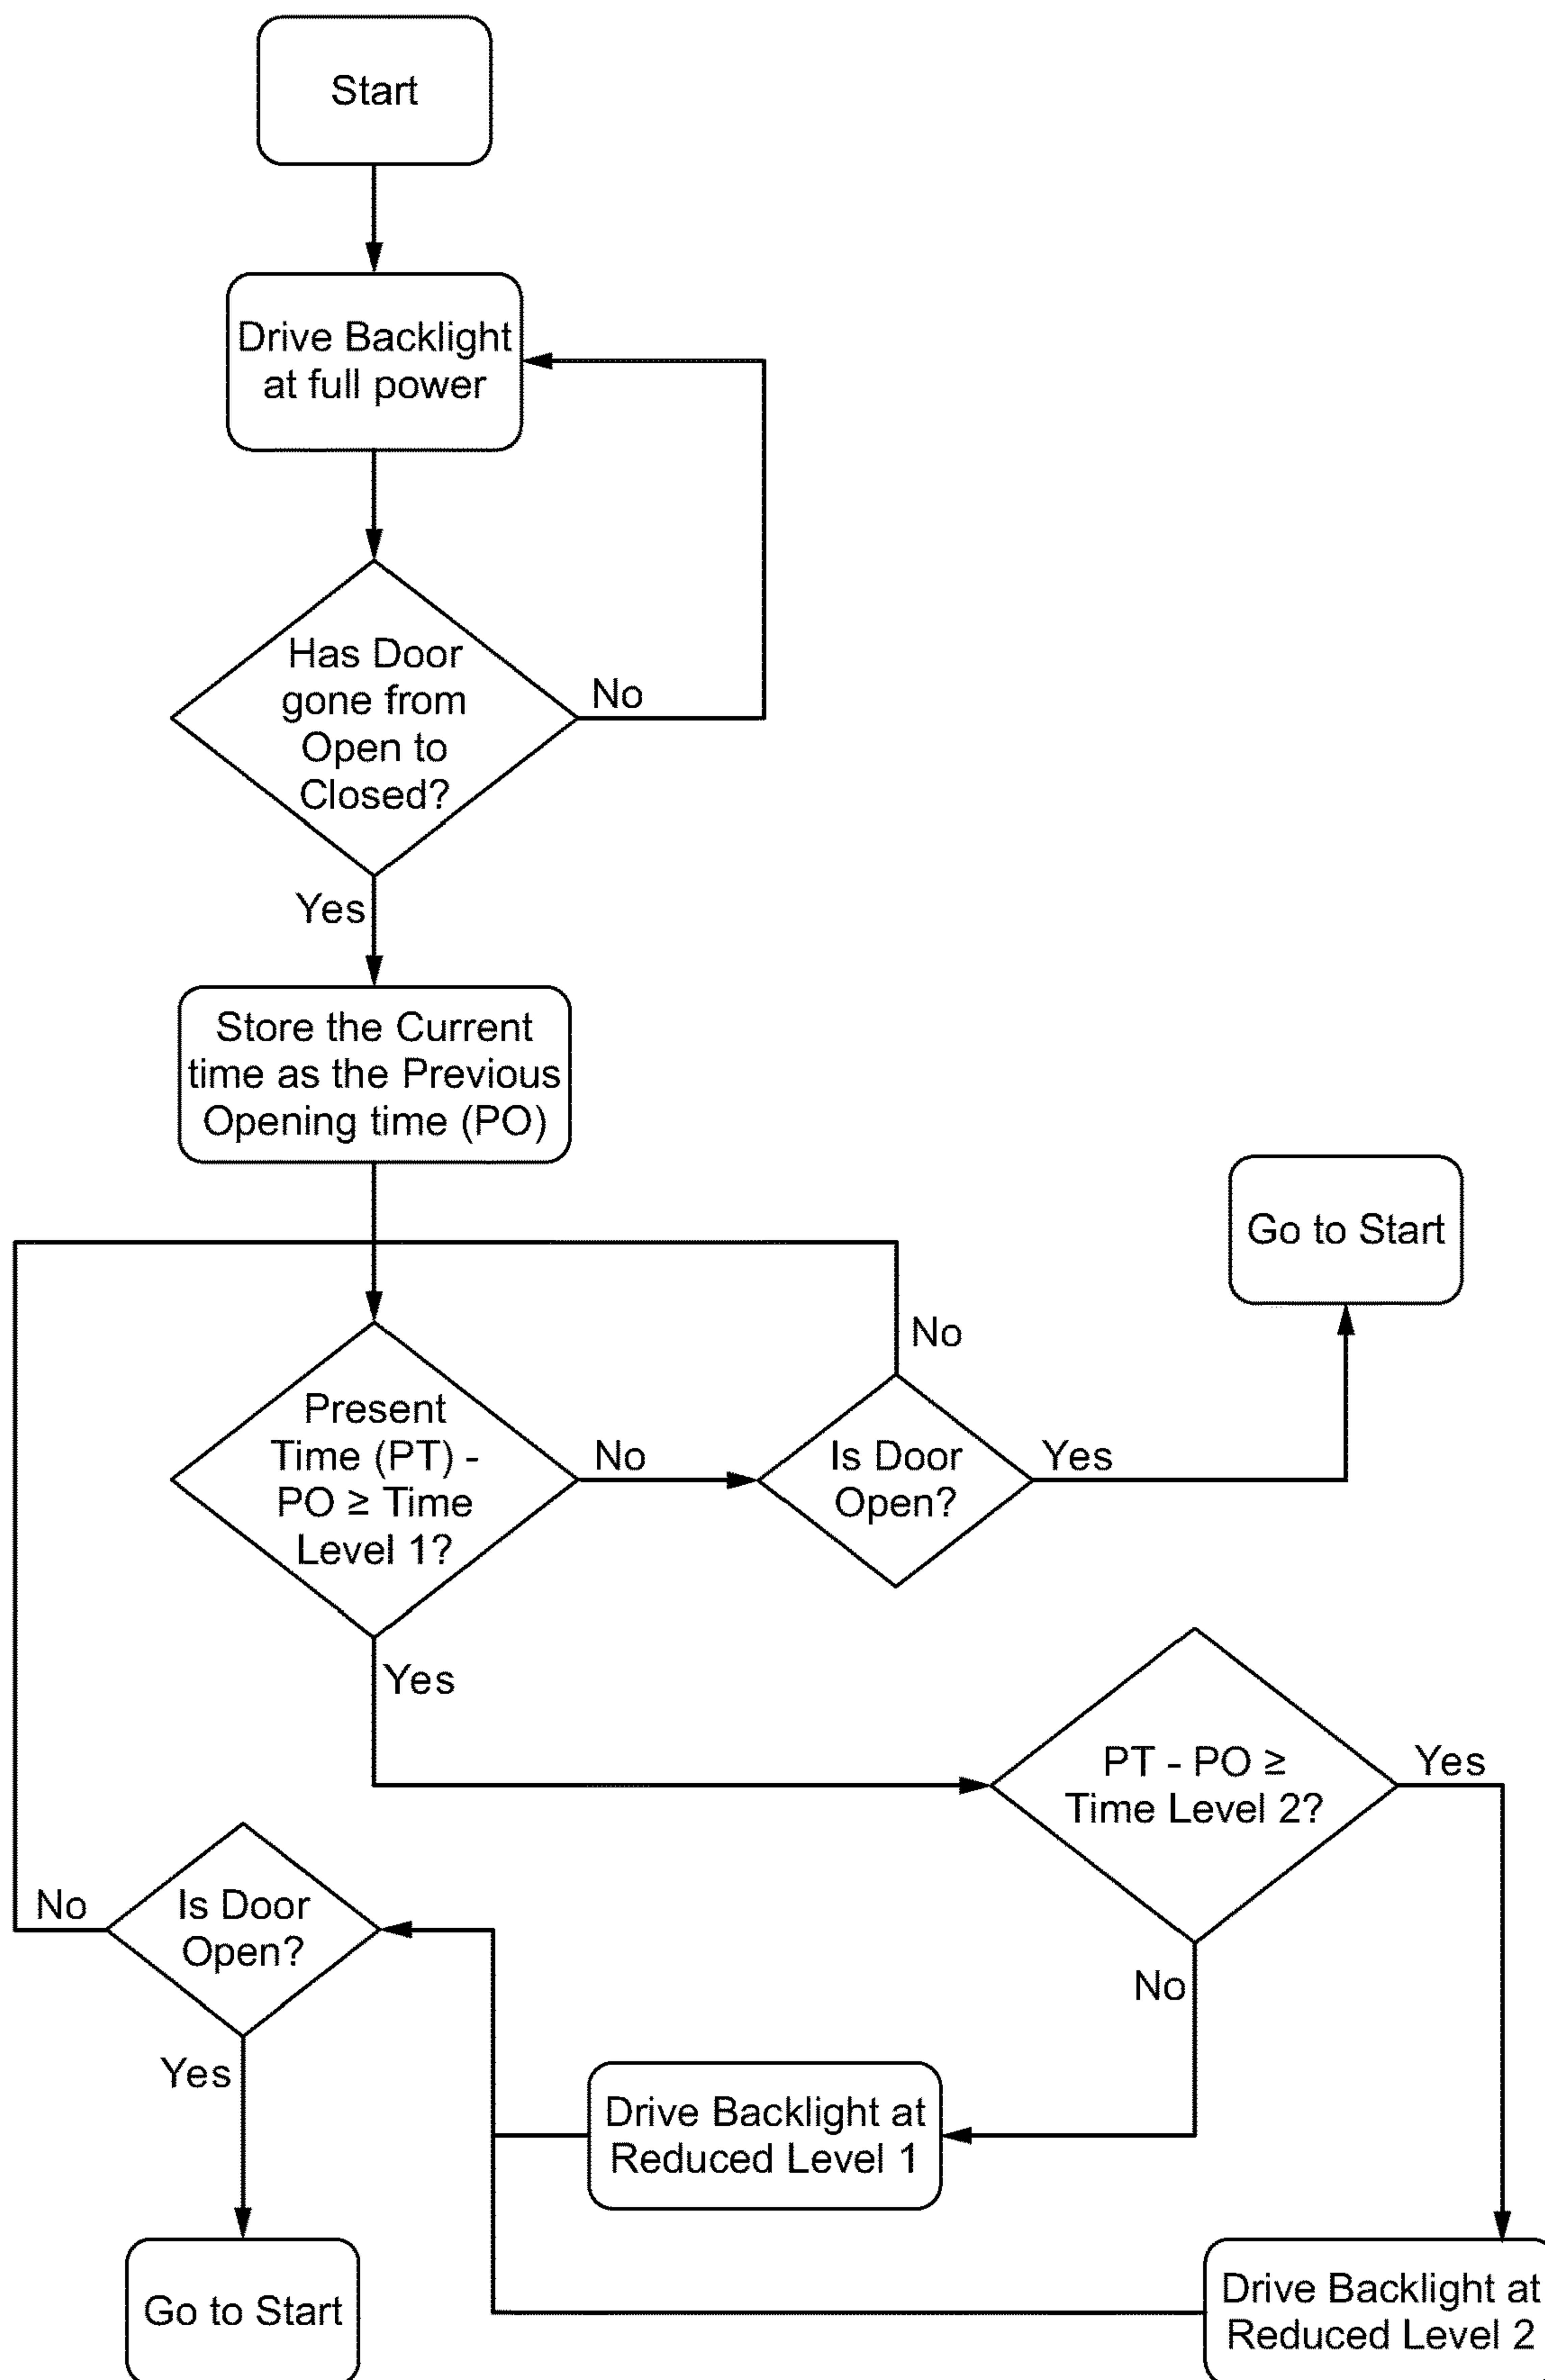 Start
Drive Backlight
at full power
Has Door
gone from
Open to
Closed?
No
Yes
Store the Current
time as the Previous
Opening time (PO)
Go to Start
No
Present
Time (PT) -
PO ≥ Time
Level 1?
No
Is Door
Open?
Yes
Yes
PT - PO ≥
Time Level 2?
Yes
No
Is Door
Open?
No
Yes
Drive Backlight at
Reduced Level 1
Go to Start
Drive Backlight at
Reduced Level 2